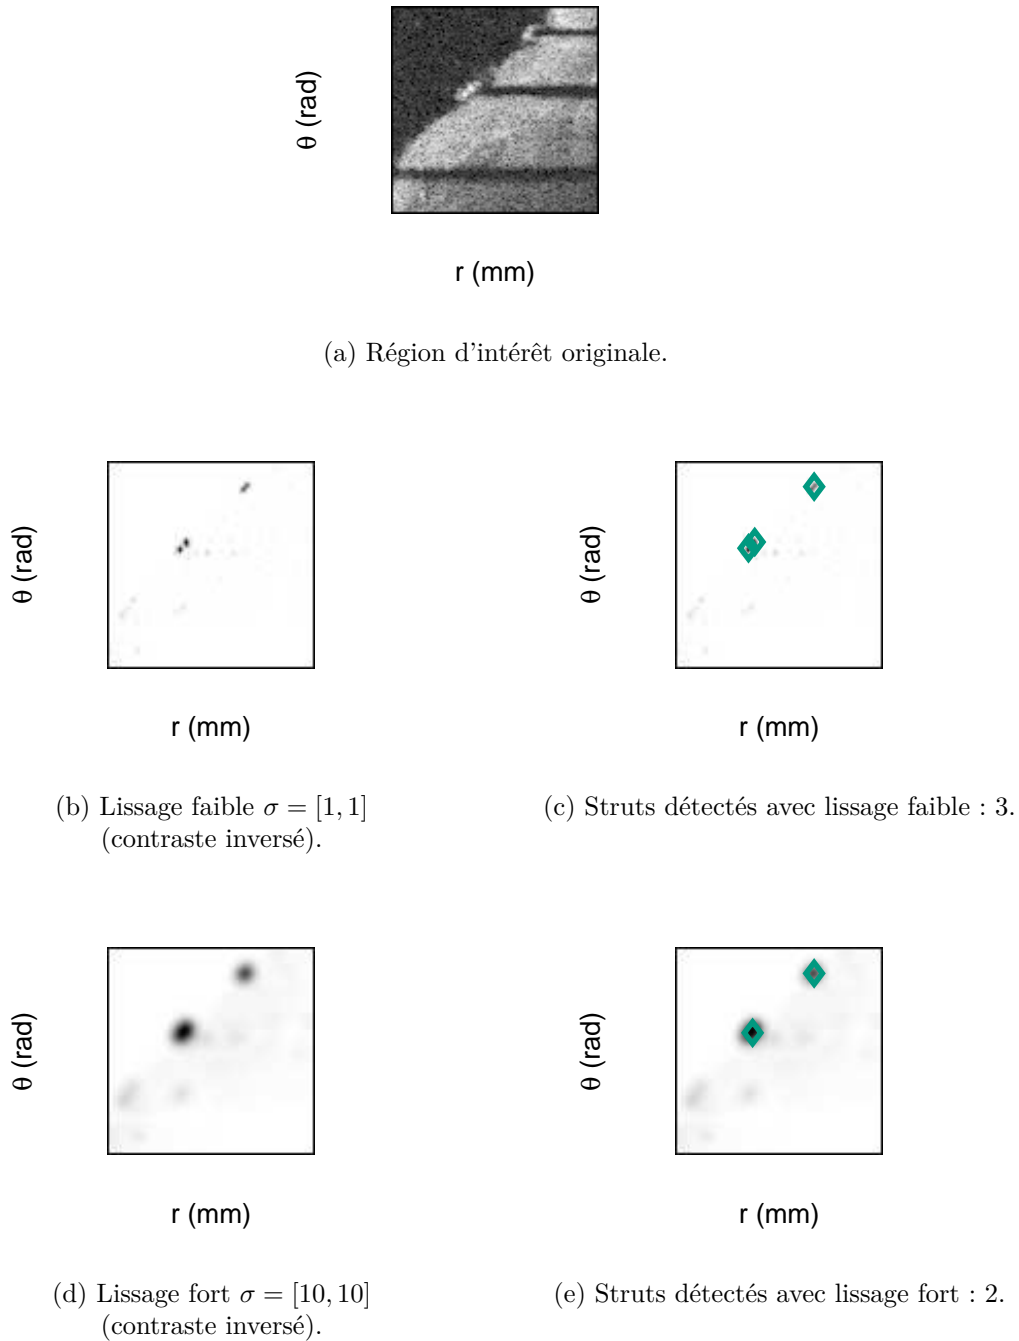 θ (rad)
r (mm)
(a) Région d'intérêt originale.
θ (rad)
r (mm)
(b) Lissage faible σ = [1, 1]
(contraste inversé).
θ (rad)
r (mm)
(c) Struts détectés avec lissage faible : 3.
θ (rad)
r (mm)
(d) Lissage fort σ = [10, 10]
(contraste inversé).
θ (rad)
r (mm)
(e) Struts détectés avec lissage fort : 2.